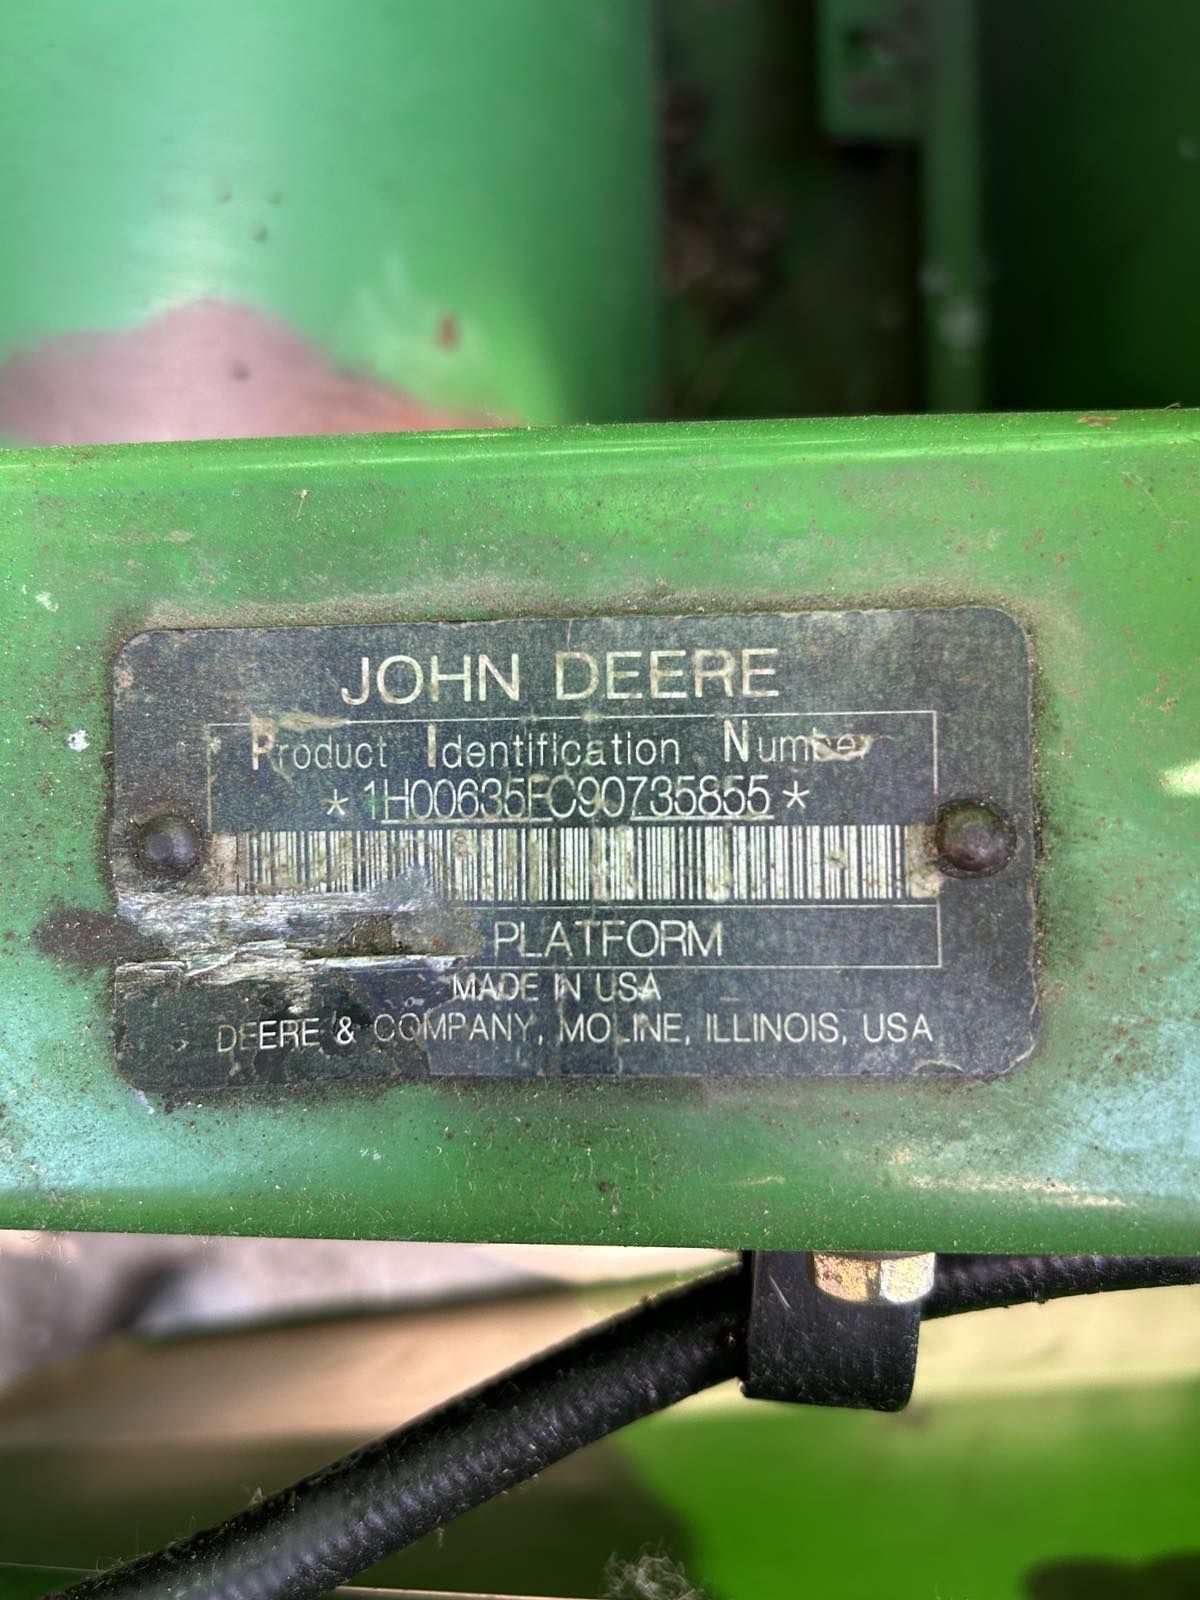 JOHN DEERE
Product Identification Number
*1H00635FC90735855*
PLATFORM
MADE IN USA
DEERE & COMPANY, MOLINE, ILLINOIS, USA